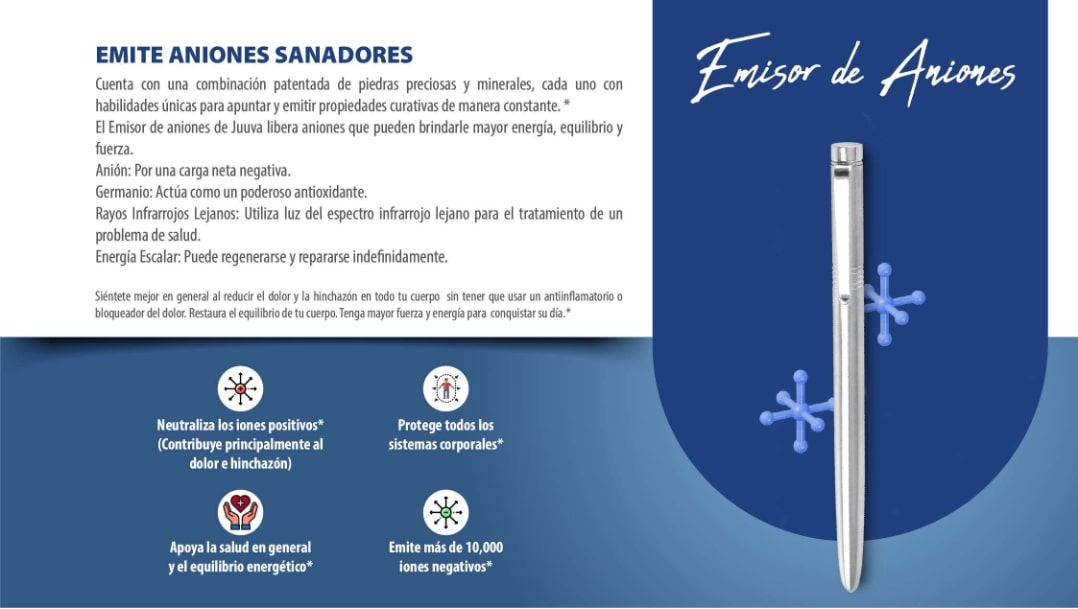 EMITE ANIONES SANADORES
Cuenta con una combinación patentada de piedras preciosas y minerales, cada uno con
habilidades únicas para apuntar y emitir propiedades curativas de manera constante. *
El Emisor de aniones de Juuva libera aniones que pueden brindarle mayor energía, equilibrio y
fuerza.
Anión: Por una carga neta negativa.
Germanio: Actúa como un poderoso antioxidante.
Rayos Infrarrojos Lejanos: Utiliza luz del espectro infrarrojo lejano para el tratamiento de un
problema de salud.
Energía Escalar: Puede regenerarse y repararse indefinidamente.
Siéntete mejor en general al reducir el dolor y la hinchazón en todo tu cuerpo sin tener que usar un antiinflamatorio o
bloqueador del dolor. Restaura el equilibrio de tu cuerpo. Tenga mayor fuerza y energía para conquistar su día.*
Emisor de Aniones
Neutraliza los iones positivos*
(Contribuye principalmente al
dolor e hinchazón)
Protege todos los
sistemas corporales*
Apoya la salud en general
y el equilibrio energético*
Emite más de 10,000
iones negativos*